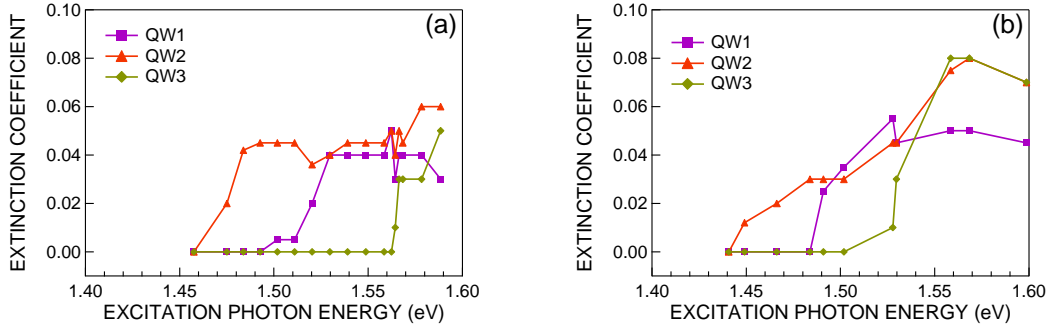 (a)
QW1
QW2
QW3
EXTINCTION COEFFICIENT
0.10
0.08
0.06
0.04
0.02
0.00
1.40
1.45
1.50
1.55
1.60
EXCITATION PHOTON ENERGY (eV)
(b)
QW1
QW2
QW3
EXTINCTION COEFFICIENT
0.10
0.08
0.06
0.04
0.02
0.00
1.40
1.45
1.50
1.55
1.60
EXCITATION PHOTON ENERGY (eV)